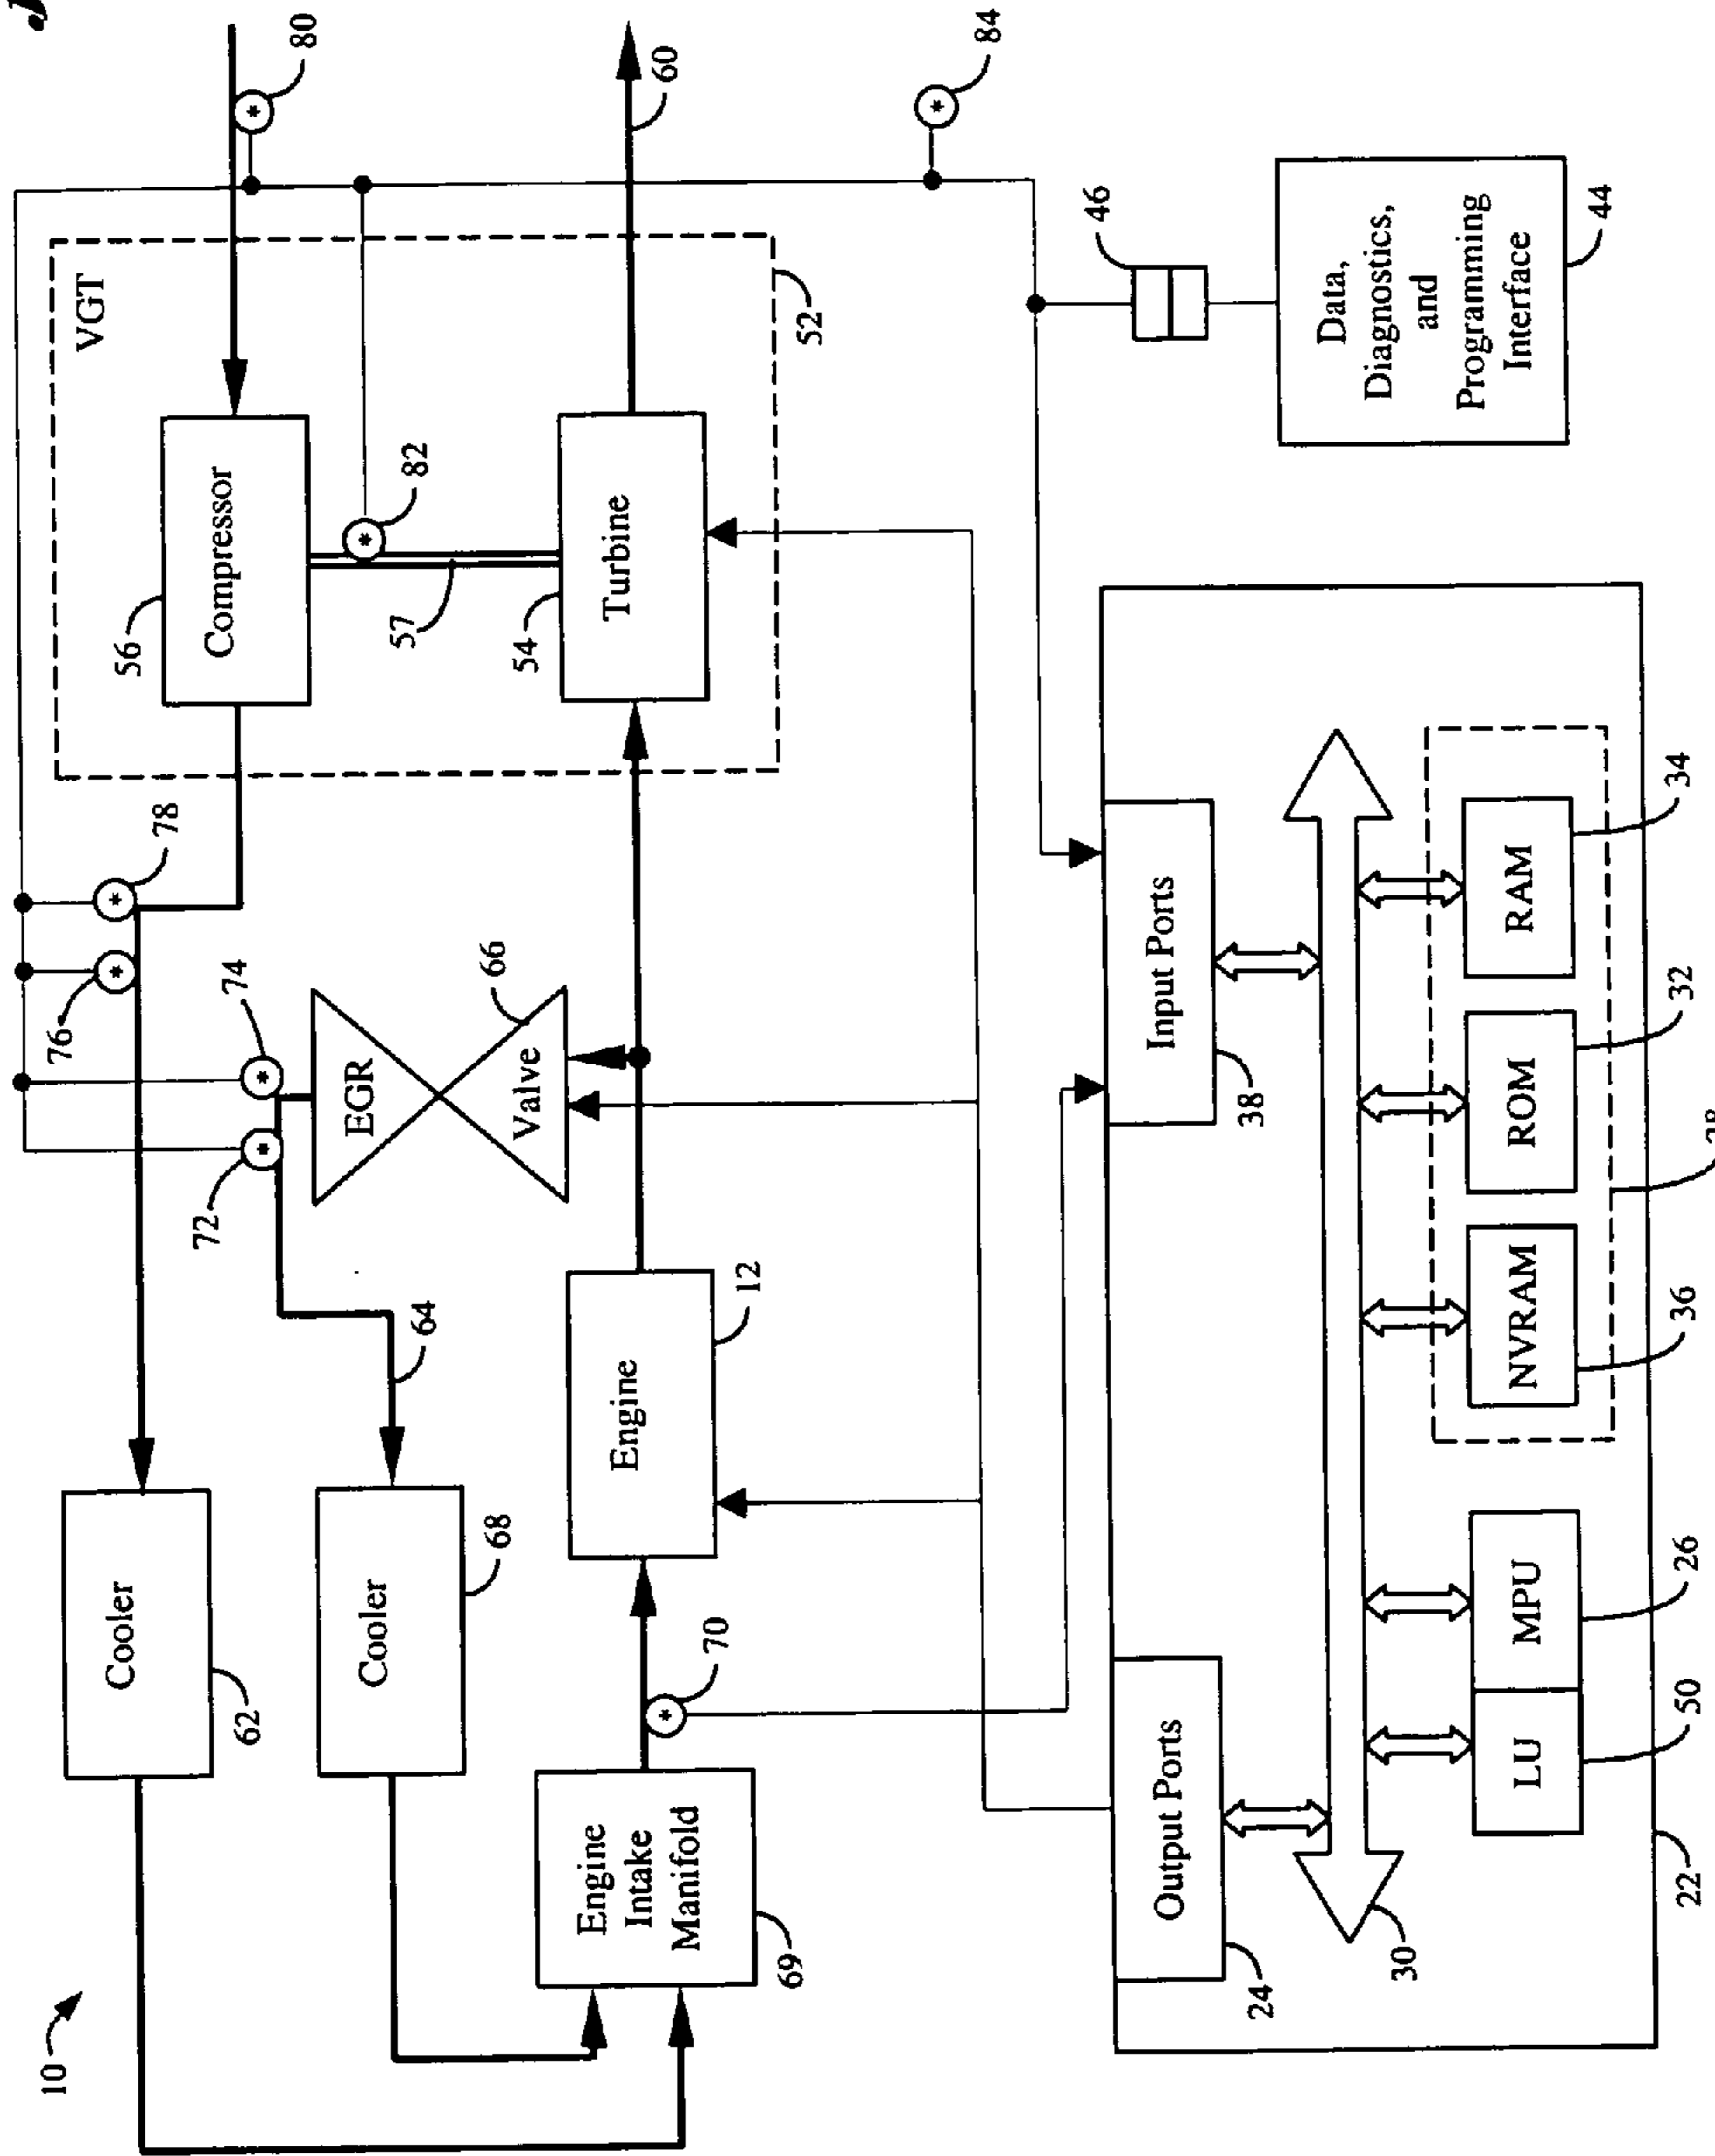 10
VGT
Cooler
62
76
78
56
Compressor
80
72
74
Cooler
68
64
57
82
EGR
Valve
66
Engine
Intake
Manifold
69
70
Engine
12
54
Turbine
60
52
84
Output Ports
24
Input Ports
38
46
30
Data,
Diagnostics,
and
Programming
Interface
44
LU
MPU
NVRAM
ROM
RAM
22
50
26
36
32
34